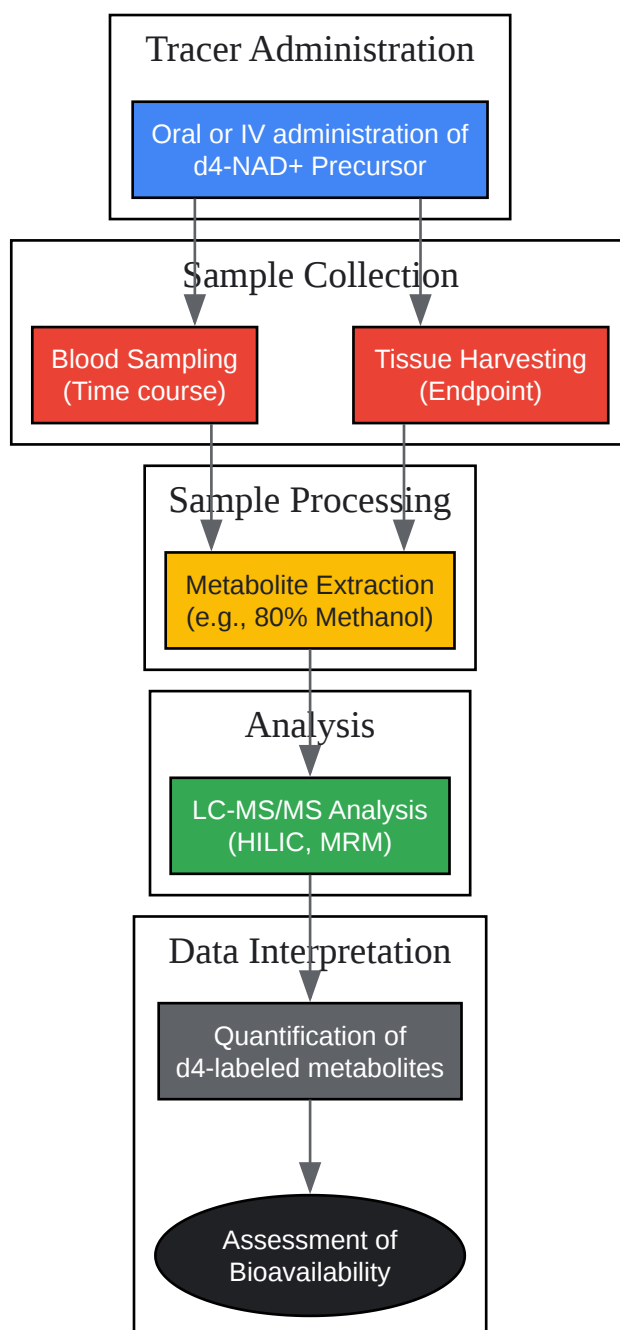 Tracer Administration
Oral or IV administration of
d4-NAD+ Precursor
Sample Collection
Blood Sampling
(Time course)
Tissue Harvesting
(Endpoint)
Sample Processing
Metabolite Extraction
(e.g., 80% Methanol)
Analysis
LC-MS/MS Analysis
(HILIC, MRM)
Data Interpretation
Quantification of
d4-labeled metabolites
Assessment of
Bioavailability